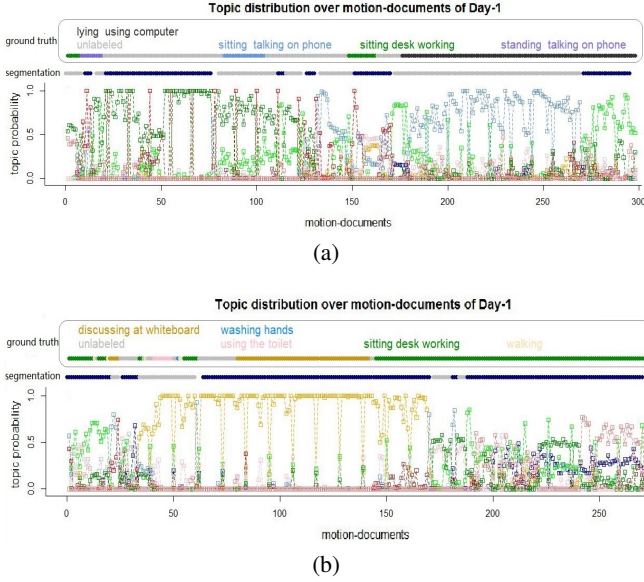 Topic distribution over motion-documents of Day-1
lying using computer
ground truth
unlabeled sitting talking on phone sitting desk working standing talking on phone
segmentation
1.0
0.5
0.0
topic probability
0 50 100 150 200 250 300
motion-documents
(a)
Topic distribution over motion-documents of Day-1
discussing at whiteboard washing hands
ground truth
unlabeled using the toilet sitting desk working walking
segmentation
1.0
0.5
0.0
topic probability
0 50 100 150 200 250
motion-documents
(b)